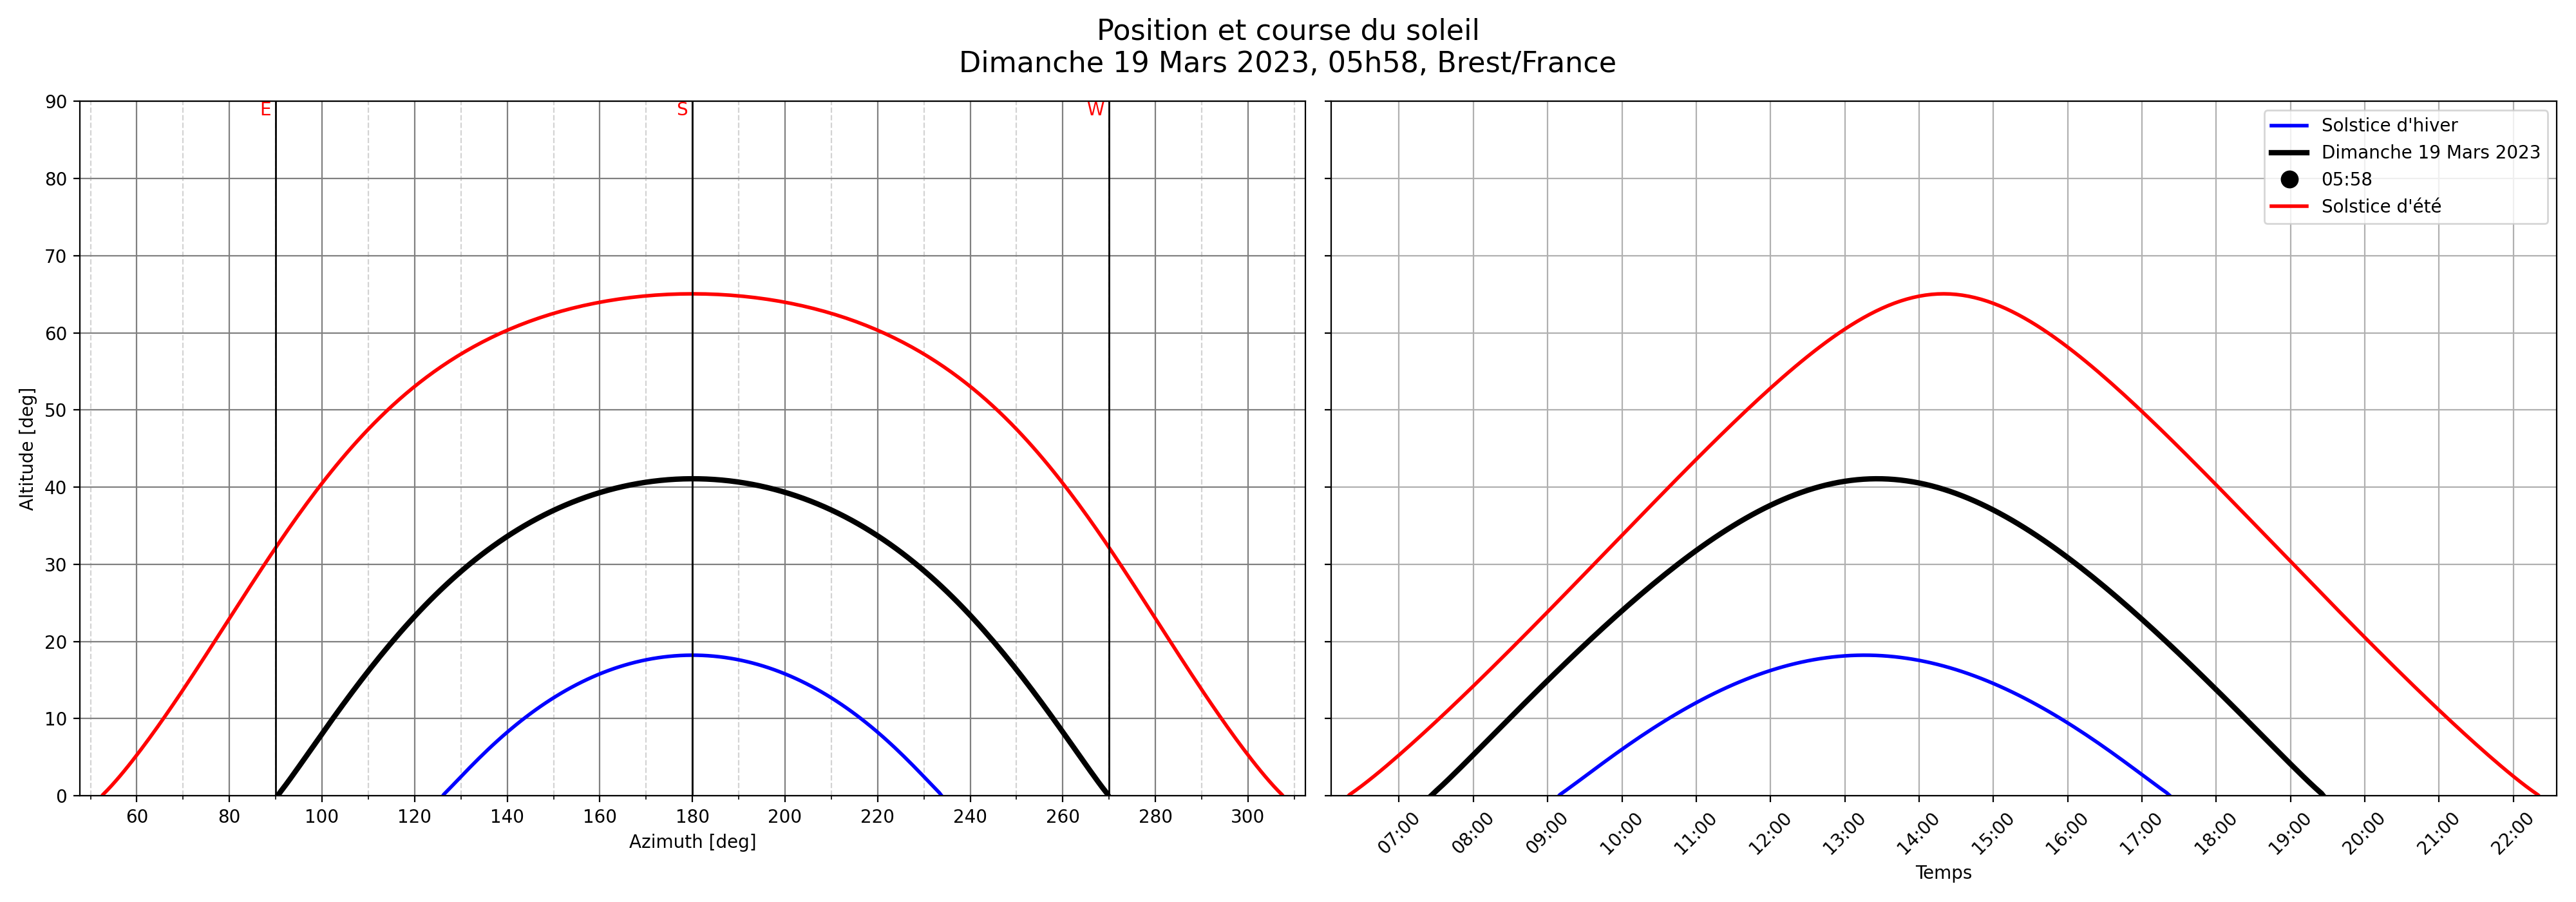 Position et course du soleil
Dimanche 19 Mars 2023, 05h58, Brest/France
E
S
W
90
80
70
60
50
40
30
20
10
0
Altitude [deg]
60 80 100 120 140 160 180 200 220 240 260 280 300
Azimuth [deg]
Solstice d'hiver
Dimanche 19 Mars 2023
05:58
Solstice d'été
07:00 08:00 09:00 10:00 11:00 12:00 13:00 14:00 15:00 16:00 17:00 18:00 19:00 20:00 21:00 22:00
Temps